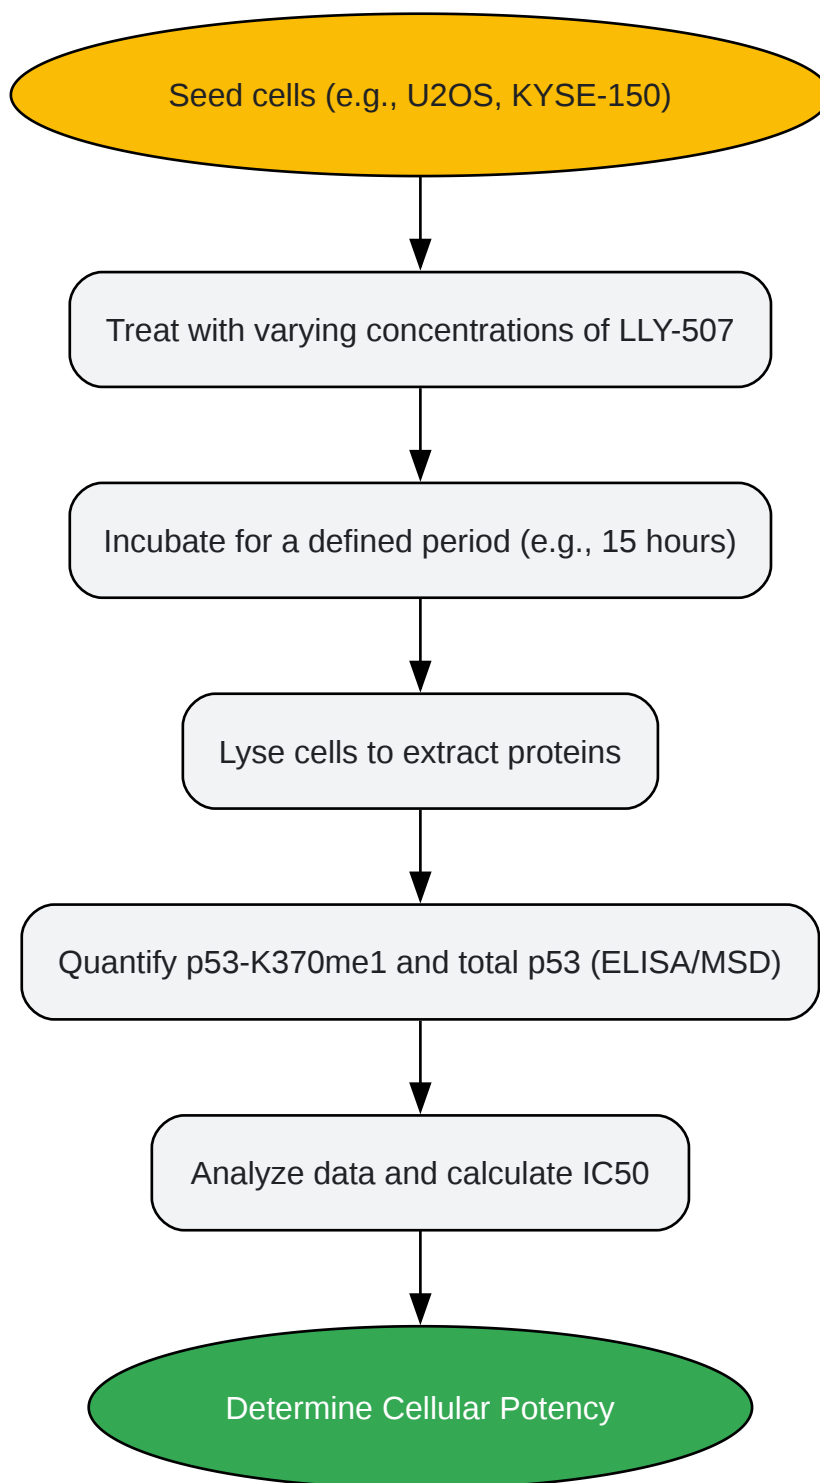 Seed cells (e.g., U2OS, KYSE-150)
Treat with varying concentrations of LLY-507
Incubate for a defined period (e.g., 15 hours)
Lyse cells to extract proteins
Quantify p53-K370me1 and total p53 (ELISA/MSD)
Analyze data and calculate IC50
Determine Cellular Potency